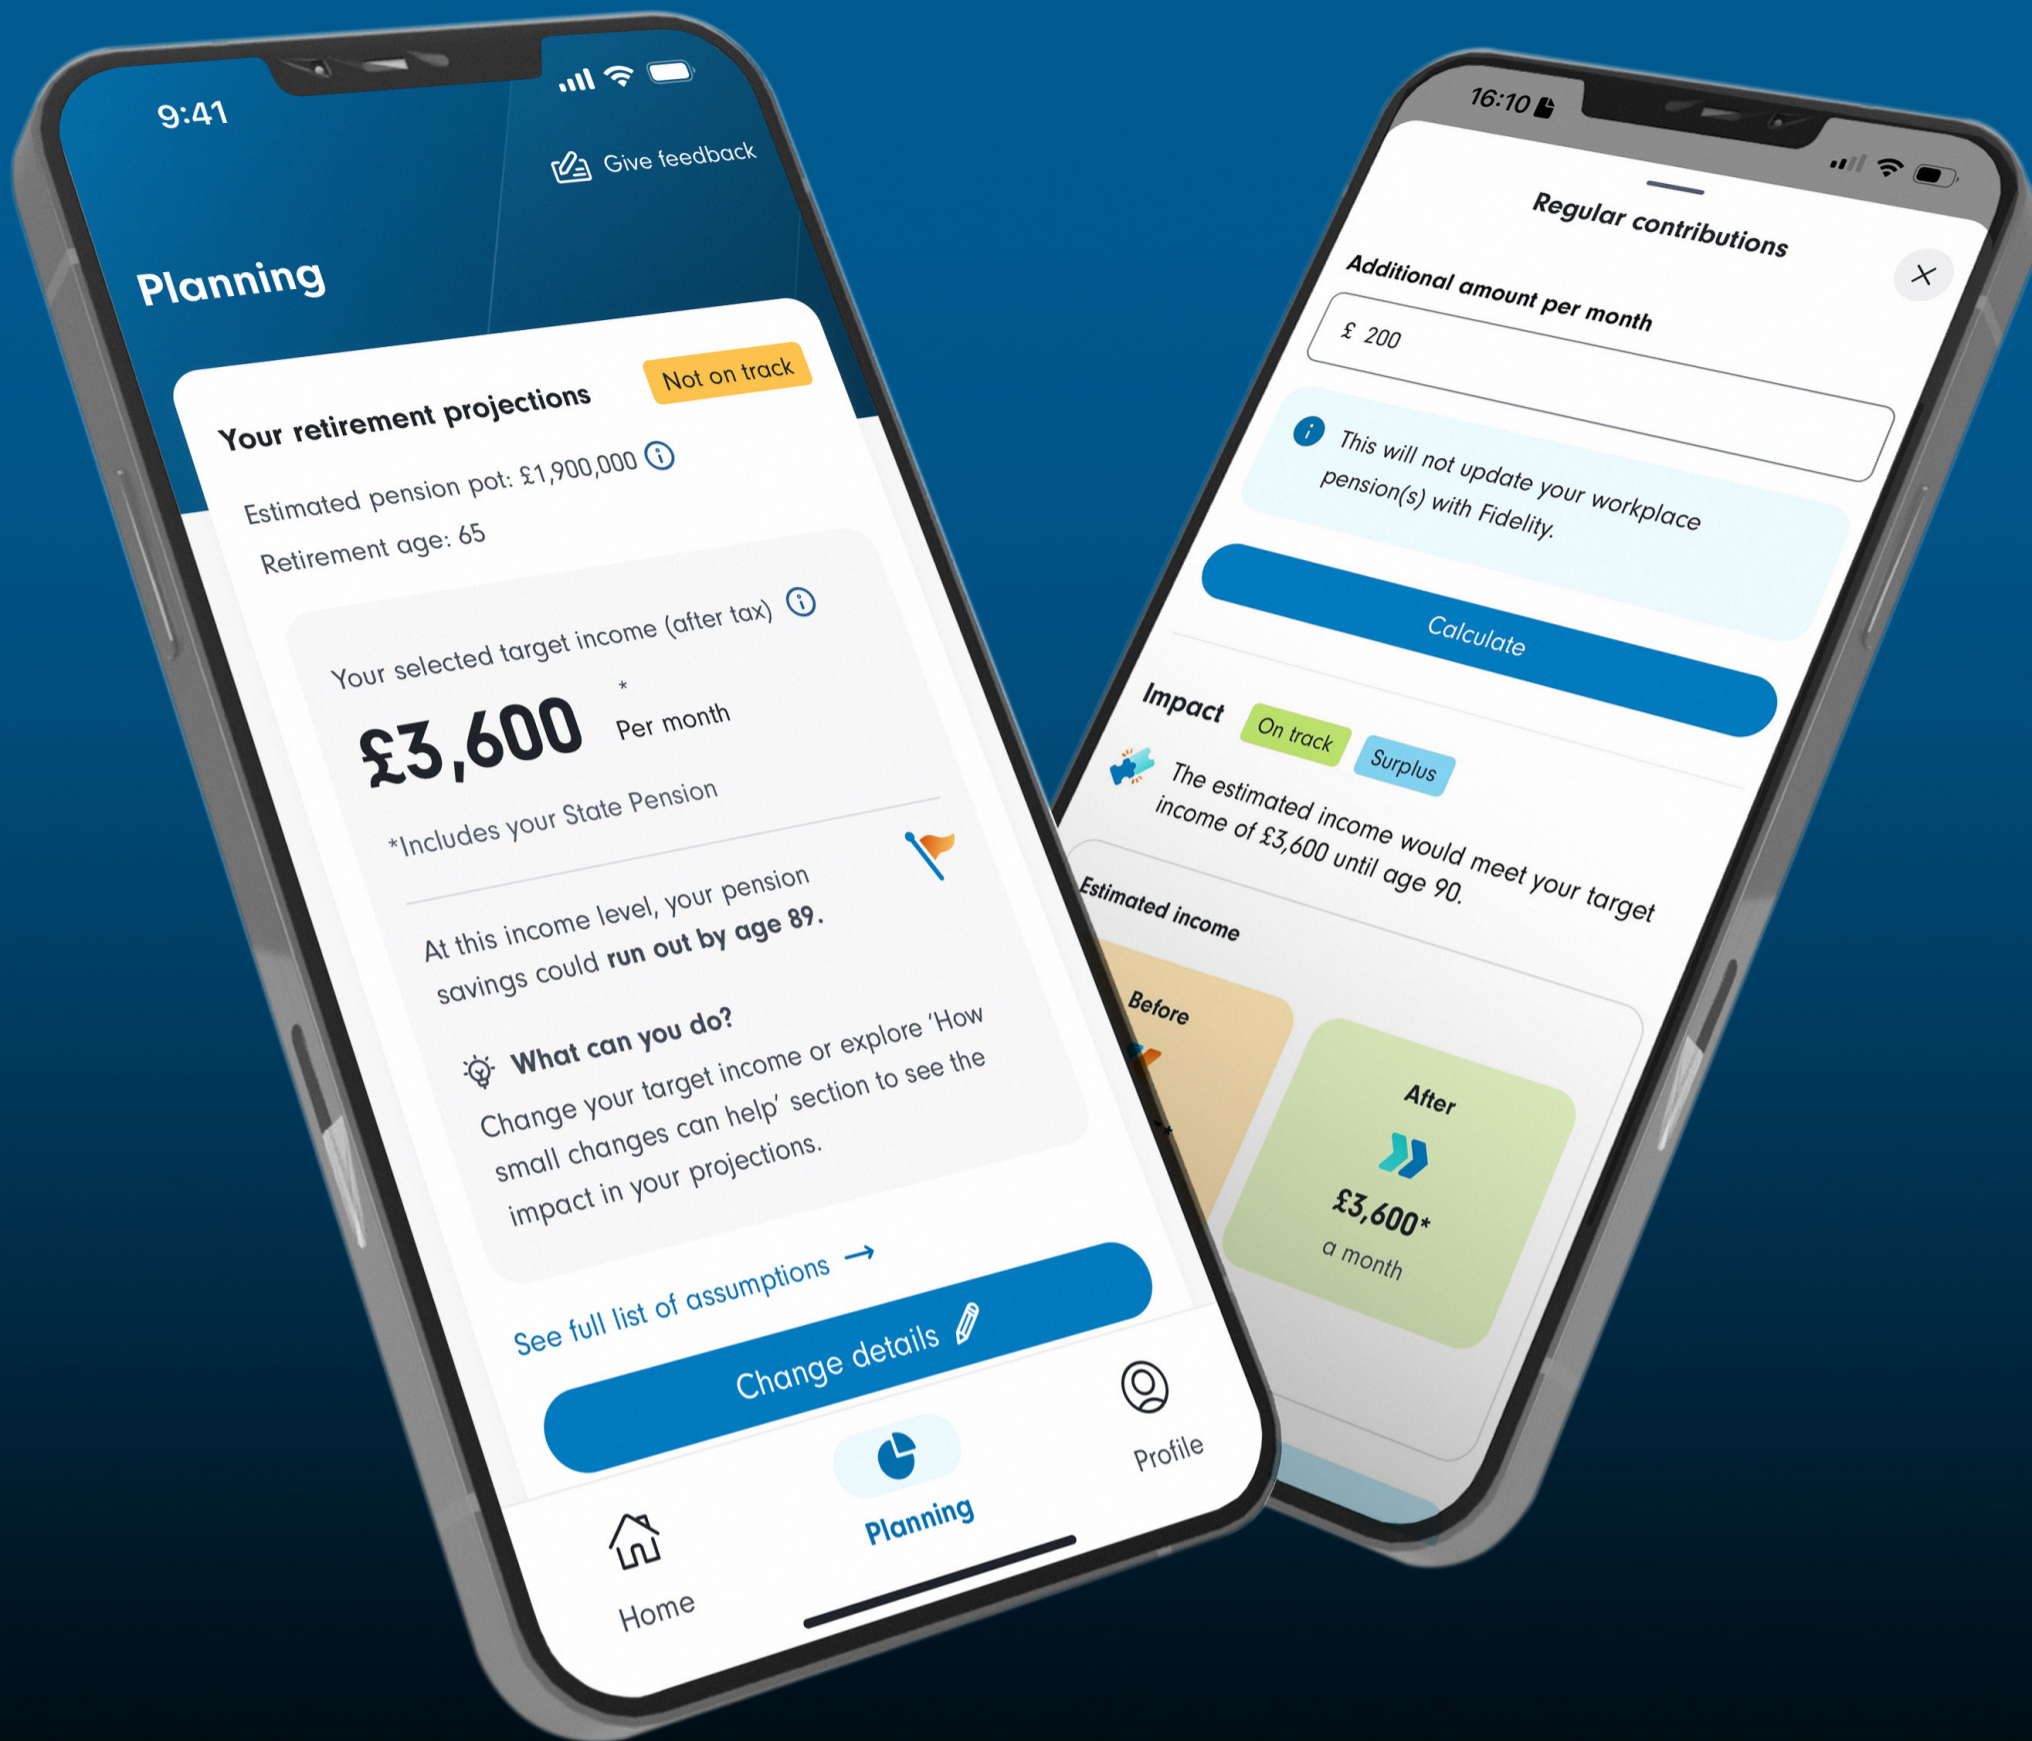 9:41
Give feedback
Planning
Your retirement projections
Not on track
Estimated pension pot: £1,900,000
Retirement age: 65
Your selected target income (after tax)
£3,600
*
Per month
*Includes your State Pension
At this income level, your pension
savings could run out by age 89.
What can you do?
Change your target income or explore ‘How
small changes can help’ section to see the
impact in your projections.
See full list of assumptions →
Change details
Home
Planning
Profile
16:10
Regular contributions
Additional amount per month
£ 200
This will not update your workplace
pension(s) with Fidelity.
Calculate
Impact
On track
Surplus
The estimated income would meet your target
income of £3,600 until age 90.
Estimated income
Before
*
After
£3,600*
a month